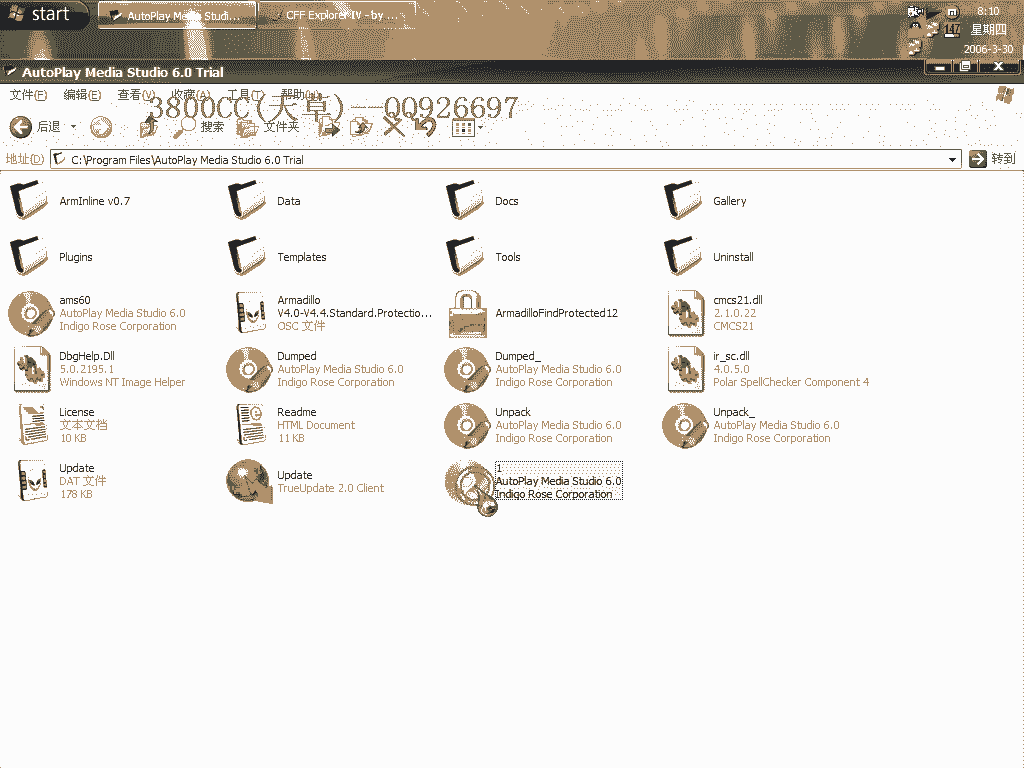 start
AutoPlay Media Studi...
CFF Explorer IV - by ...
8:10
星期四
2006-3-30
AutoPlay Media Studio 6.0 Trial
文件(F) 编辑(E) 查看(V) 收藏(A) 工具(T) 帮助(H)
3800CC(天草)—QQ926697
后退 搜索 文件夹
地址(D) C:\Program Files\AutoPlay Media Studio 6.0 Trial 转到
ArmInline v0.7
Data
Docs
Gallery
Plugins
Templates
Tools
Uninstall
ams60
AutoPlay Media Studio 6.0
Indigo Rose Corporation
Armadillo
V4.0-V4.4.Standard.Protectio...
OSC 文件
ArmadilloFindProtected12
cmcs21.dll
2.1.0.22
CMCS21
DbgHelp.Dll
5.0.2195.1
Windows NT Image Helper
Dumped
AutoPlay Media Studio 6.0
Indigo Rose Corporation
Dumped_
AutoPlay Media Studio 6.0
Indigo Rose Corporation
ir_sc.dll
4.0.5.0
Polar SpellChecker Component 4
License
文本文档
10 KB
Readme
HTML Document
11 KB
Unpack
AutoPlay Media Studio 6.0
Indigo Rose Corporation
Unpack_
AutoPlay Media Studio 6.0
Indigo Rose Corporation
Update
DAT 文件
178 KB
Update
TrueUpdate 2.0 Client
1
AutoPlay Media Studio 6.0
Indigo Rose Corporation